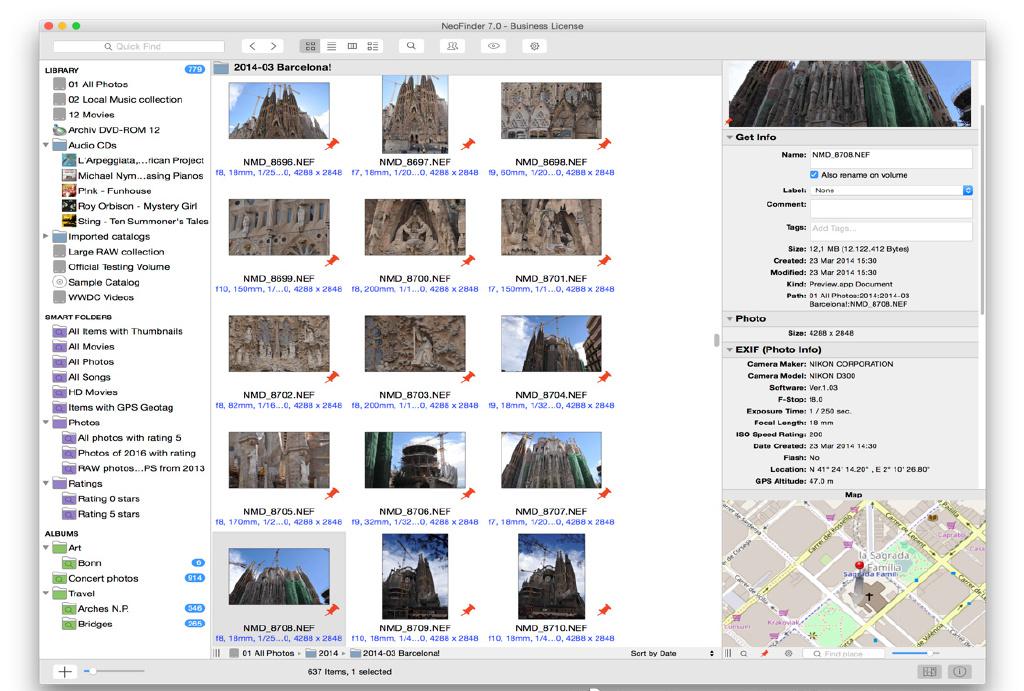 NeoFinder 7.0 - Business License
Quick Find
LIBRARY 779
01 All Photos
02 Local Music collection
12 Movies
Archiv DVD-ROM 12
Audio CDs
L'Arpeggiata,...rican Project
Michael Nym...asing Pianos
P!nk - Funhouse
Roy Orbison - Mystery Girl
Sting - Ten Summoner's Tales
Imported catalogs
Large RAW collection
Official Testing Volume
Sample Catalog
WWDC Videos
SMART FOLDERS
All Items with Thumbnails
All Movies
All Photos
All Songs
HD Movies
Items with GPS Geotag
Photos
All photos with rating 5
Photos of 2016 with rating
RAW photos...PS from 2013
Ratings
Rating 0 stars
Rating 5 stars
ALBUMS
Art
Bonn 6
Concert photos 914
Travel
Arches N.P. 346
Bridges 265
2014-03 Barcelona!
NMD_8696.NEF NMD_8697.NEF NMD_8698.NEF
f8, 18mm, 1/25...0, 4288 x 2848 f7, 18mm, 1/20...0, 4288 x 2848 f9, 60mm, 1/20...0, 4288 x 2848
NMD_8699.NEF NMD_8700.NEF NMD_8701.NEF
f10, 150mm, 1/...0, 4288 x 2848 f8, 200mm, 1/1...0, 4288 x 2848 f7, 150mm, 1/1...0, 4288 x 2848
NMD_8702.NEF NMD_8703.NEF NMD_8704.NEF
f8, 82mm, 1/16...0, 4288 x 2848 f8, 200mm, 1/1...0, 4288 x 2848 f9, 18mm, 1/32...0, 4288 x 2848
NMD_8705.NEF NMD_8706.NEF NMD_8707.NEF
f8, 170mm, 1/2...0, 4288 x 2848 f9, 32mm, 1/32...0, 4288 x 2848 f7, 18mm, 1/20...0, 4288 x 2848
NMD_8708.NEF NMD_8709.NEF NMD_8710.NEF
f8, 18mm, 1/25...0, 4288 x 2848 f10, 18mm, 1/4...0, 4288 x 2848 f10, 18mm, 1/4...0, 4288 x 2848
01 All Photos 2014 2014-03 Barcelona! Sort by Date
637 Items, 1 selected
Get Info
Name: NMD_8708.NEF
Also rename on volume
Label: None
Comment:
Tags: Add Tags...
Size: 12,1 MB (12.122.412 Bytes)
Created: 23 Mar 2014 15:30
Modified: 23 Mar 2014 15:30
Kind: Preview.app Document
Path: 01 All Photos:2014:2014-03
Barcelona!:NMD_8708.NEF
Photo
Size: 4288 x 2848
EXIF (Photo Info)
Camera Maker: NIKON CORPORATION
Camera Model: NIKON D300
Software: Ver.1.03
F-Stop: f8.0
Exposure Time: 1 / 250 sec.
Focal Length: 18 mm
ISO Speed Rating: 200
Date Created: 23 Mar 2014 14:30
Flash: No
Location: N 41° 24' 14.20" , E 2° 10' 26.80"
GPS Altitude: 47.0 m
Map
la Sagrada
Família
Sagrada Famíl
Caprabo
Krakoviak
Find place